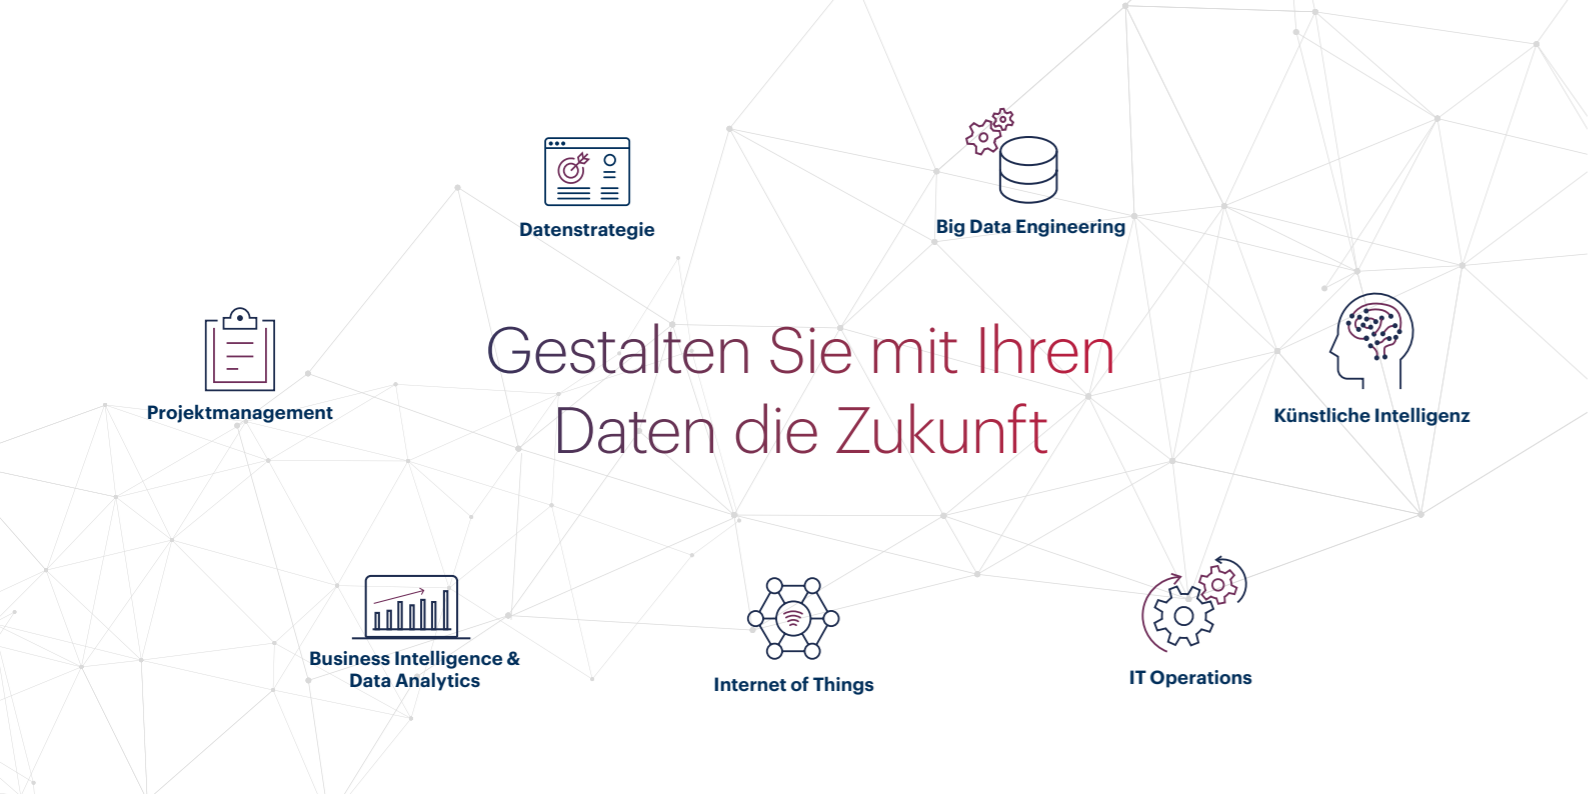 Datenstrategie
Big Data Engineering
Projektmanagement
Gestalten Sie mit Ihren
Daten die Zukunft
Künstliche Intelligenz
Business Intelligence &
Data Analytics
Internet of Things
IT Operations